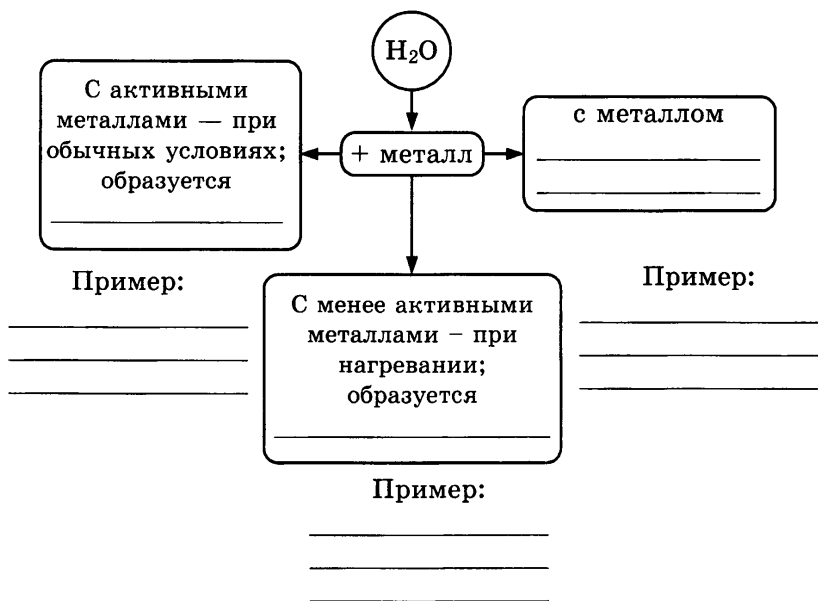 H₂O
С активными
металлами — при
обычных условиях;
образуется
+ металл
с металлом
Пример:
С менее активными
металлами – при
нагревании;
образуется
Пример:
Пример: